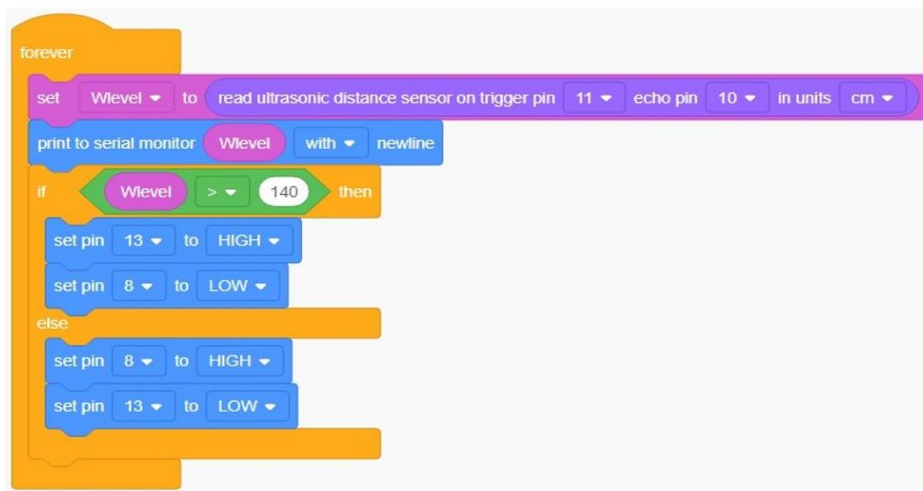 forever
set Wlevel to read ultrasonic distance sensor on trigger pin 11 echo pin 10 in units cm
print to serial monitor Wlevel with newline
if Wlevel > 140 then
set pin 13 to HIGH
set pin 8 to LOW
else
set pin 8 to HIGH
set pin 13 to LOW